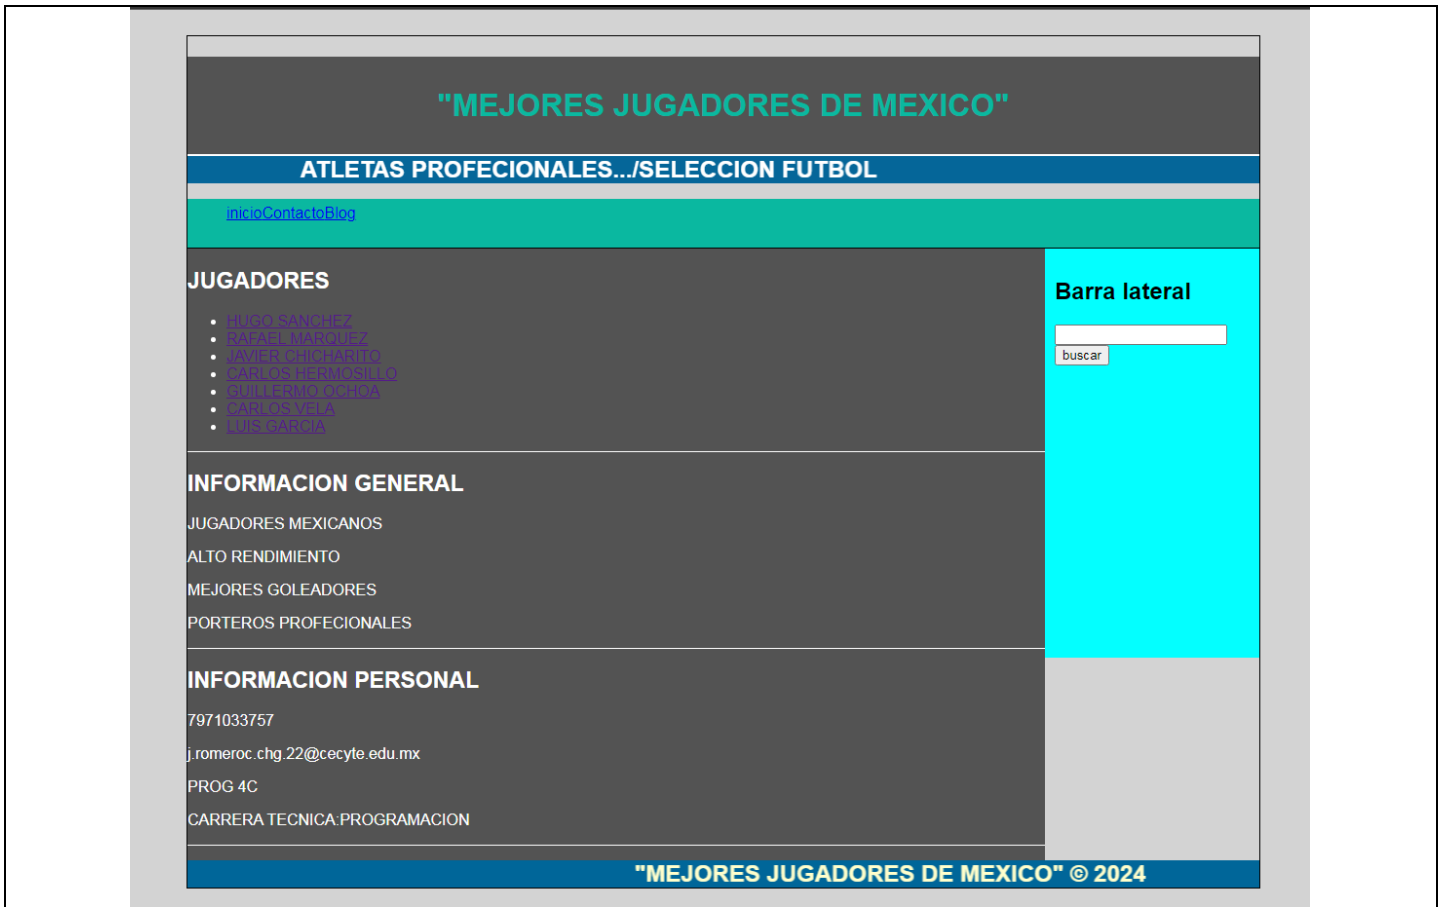 "MEJORES JUGADORES DE MEXICO"
ATLETAS PROFECIONALES.../SELECCION FUTBOL
inicioContactoBlog
JUGADORES
HUGO SANCHEZ
RAFAEL MARQUEZ
JAVIER CHICHARITO
CARLOS HERMOSILLO
GUILLERMO OCHOA
CARLOS VELA
LUIS GARCIA
INFORMACION GENERAL
JUGADORES MEXICANOS
ALTO RENDIMIENTO
MEJORES GOLEADORES
PORTEROS PROFECIONALES
INFORMACION PERSONAL
7971033757
j.romeroc.chg.22@cecyte.edu.mx
PROG 4C
CARRERA TECNICA:PROGRAMACION
Barra lateral
buscar
"MEJORES JUGADORES DE MEXICO" © 2024